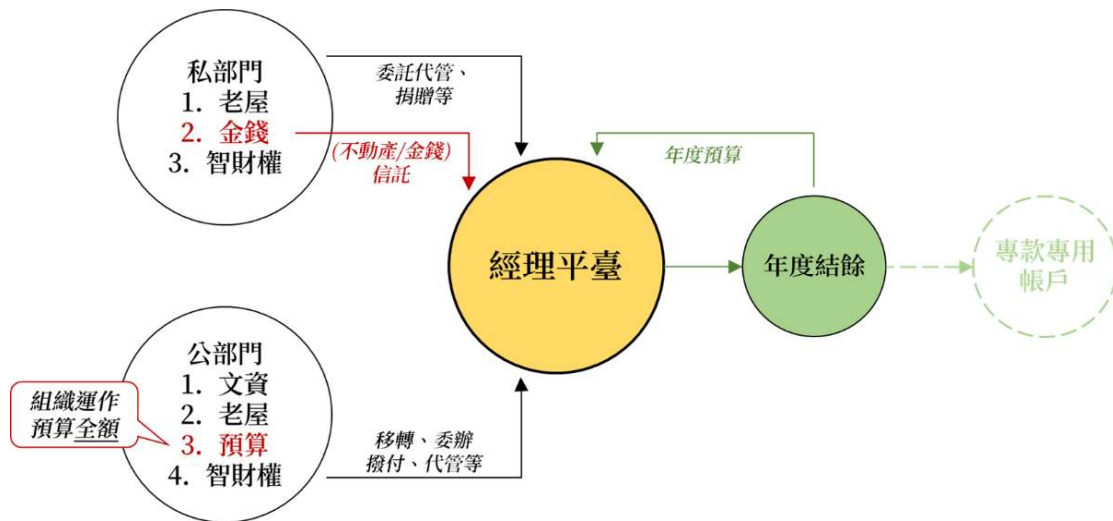 私部門
1. 老屋
2. 金錢
3. 智財權
委託代管、
捐贈等
(不動產/金錢)
信託
年度預算
經理平臺
年度結餘
專款專用
帳戶
公部門
1. 文資
2. 老屋
3. 預算
4. 智財權
組織運作
預算全額
移轉、委辦
撥付、代管等